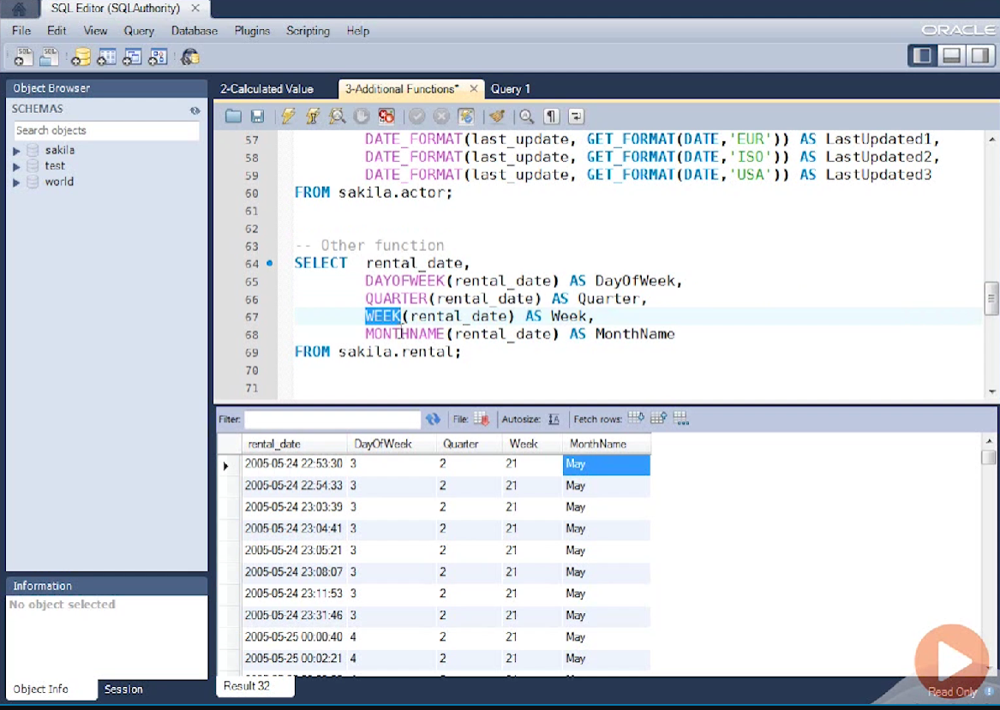 SQL Editor (SQLAuthority)
File Edit View Query Database Plugins Scripting Help
ORACLE
Object Browser
SCHEMAS
Search objects
sakila
test
world
Information
No object selected
Object Info Session
2-Calculated Value 3-Additional Functions* Query 1
57 DATE_FORMAT(last_update, GET_FORMAT(DATE,'EUR')) AS LastUpdated1,
58 DATE_FORMAT(last_update, GET_FORMAT(DATE,'ISO')) AS LastUpdated2,
59 DATE_FORMAT(last_update, GET_FORMAT(DATE,'USA')) AS LastUpdated3
60 FROM sakila.actor;
61
62
63 -- Other function
64 SELECT rental_date,
65 DAYOFWEEK(rental_date) AS DayOfWeek,
66 QUARTER(rental_date) AS Quarter,
67 WEEK(rental_date) AS Week,
68 MONTHNAME(rental_date) AS MonthName
69 FROM sakila.rental;
70
71
Filter: File: Autosize: Fetch rows:
rental_date DayOfWeek Quarter Week MonthName
2005-05-24 22:53:30 3 2 21 May
2005-05-24 22:54:33 3 2 21 May
2005-05-24 23:03:39 3 2 21 May
2005-05-24 23:04:41 3 2 21 May
2005-05-24 23:05:21 3 2 21 May
2005-05-24 23:08:07 3 2 21 May
2005-05-24 23:11:53 3 2 21 May
2005-05-24 23:31:46 3 2 21 May
2005-05-25 00:00:40 4 2 21 May
2005-05-25 00:02:21 4 2 21 May
Result 32
Read Only